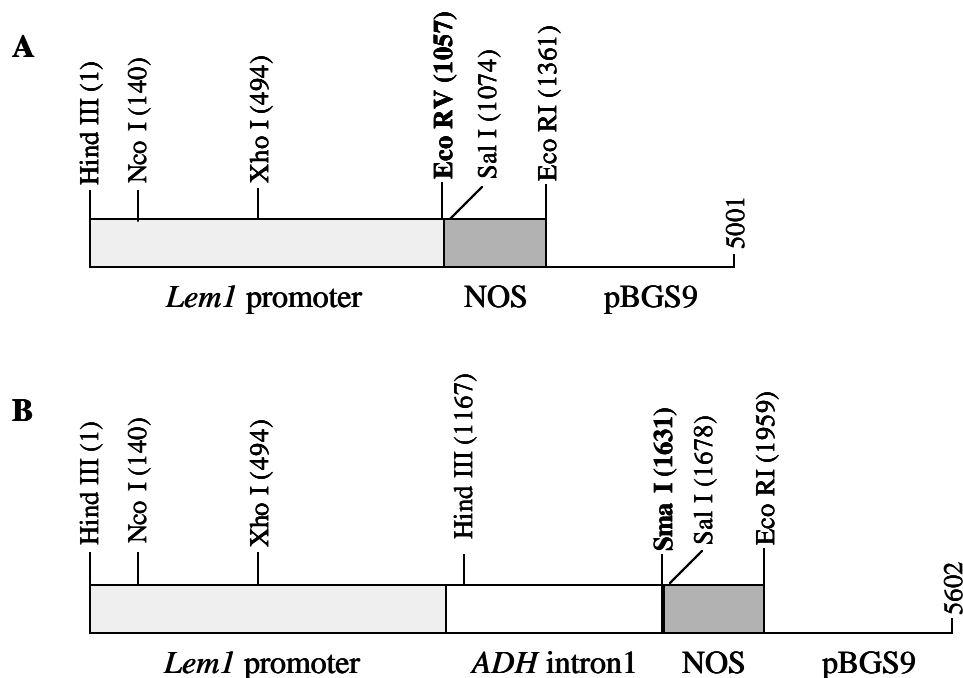 A
Hind III (1)
Nco I (140)
Xho I (494)
Eco RV (1057)
Sal I (1074)
Eco RI (1361)
5001
Lem1 promoter
NOS
pBGS9
B
Hind III (1)
Nco I (140)
Xho I (494)
Hind III (1167)
Sma I (1631)
Sal I (1678)
Eco RI (1959)
5602
Lem1 promoter
ADH intron1
NOS
pBGS9